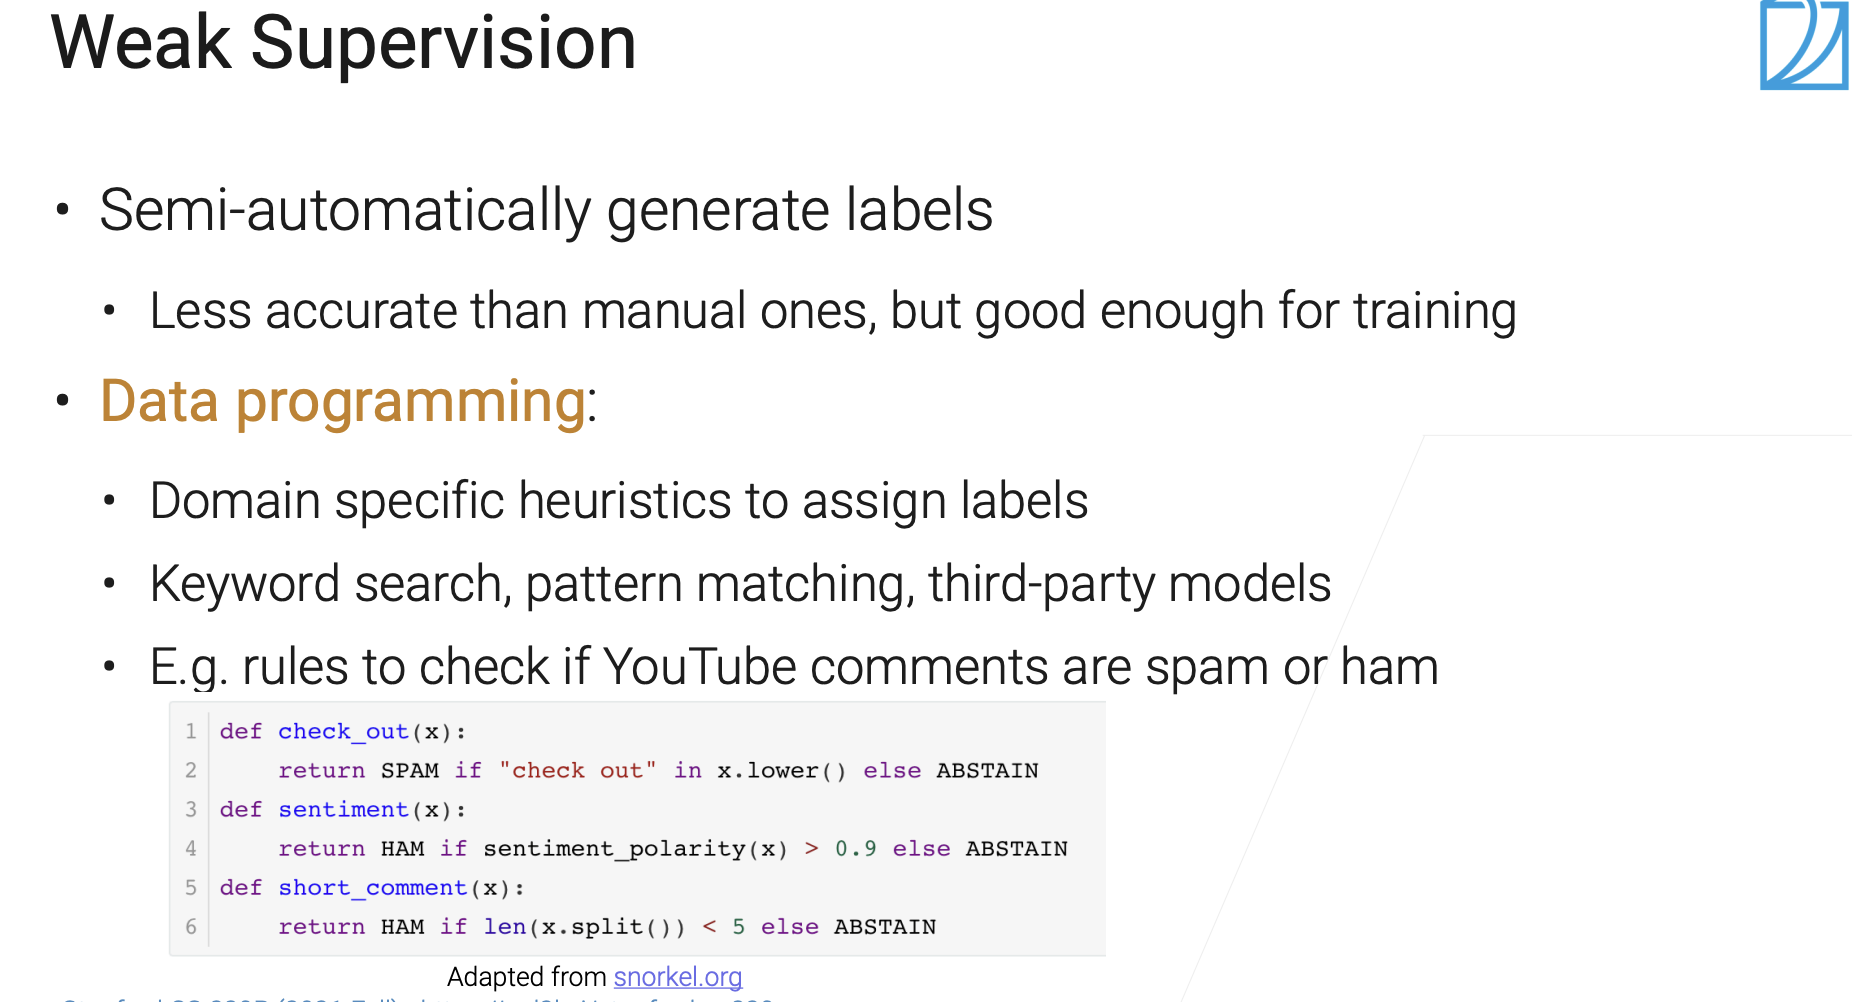 Weak Supervision
• Semi-automatically generate labels
• Less accurate than manual ones, but good enough for training
• Data programming:
• Domain specific heuristics to assign labels
• Keyword search, pattern matching, third-party models
• E.g. rules to check if YouTube comments are spam or ham
1 def check_out(x):
2     return SPAM if "check out" in x.lower() else ABSTAIN
3 def sentiment(x):
4     return HAM if sentiment_polarity(x) > 0.9 else ABSTAIN
5 def short_comment(x):
6     return HAM if len(x.split()) < 5 else ABSTAIN
Adapted from snorkel.org